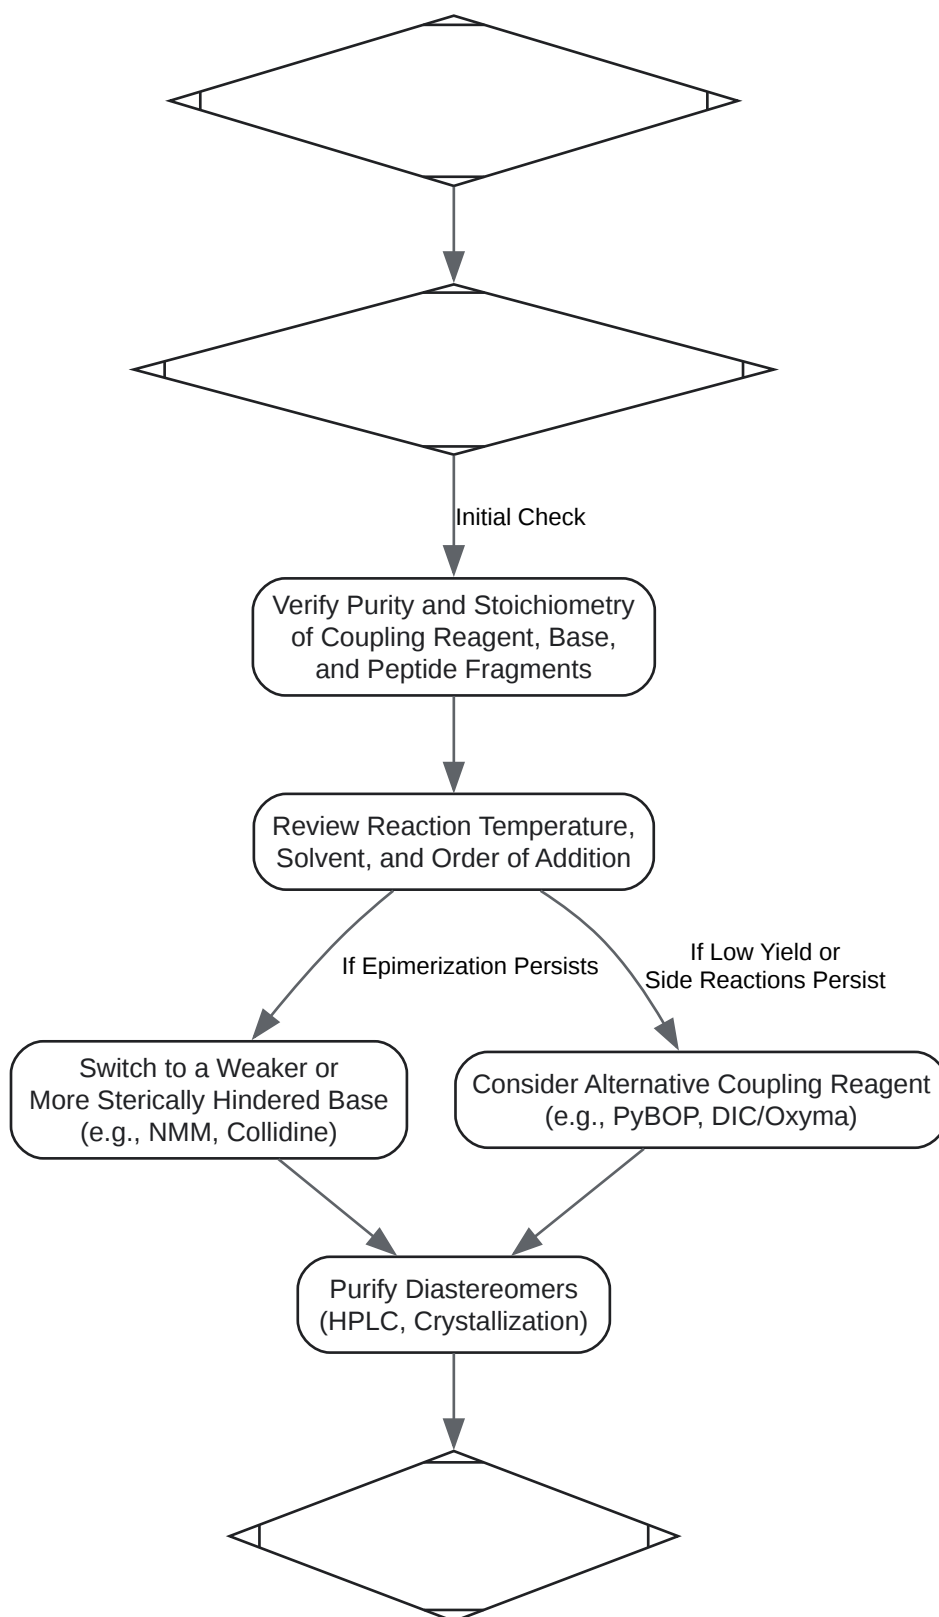 Initial Check
Verify Purity and Stoichiometry
of Coupling Reagent, Base,
and Peptide Fragments
Review Reaction Temperature,
Solvent, and Order of Addition
If Epimerization Persists
If Low Yield or
Side Reactions Persist
Switch to a Weaker or
More Sterically Hindered Base
(e.g., NMM, Collidine)
Consider Alternative Coupling Reagent
(e.g., PyBOP, DIC/Oxyma)
Purify Diastereomers
(HPLC, Crystallization)